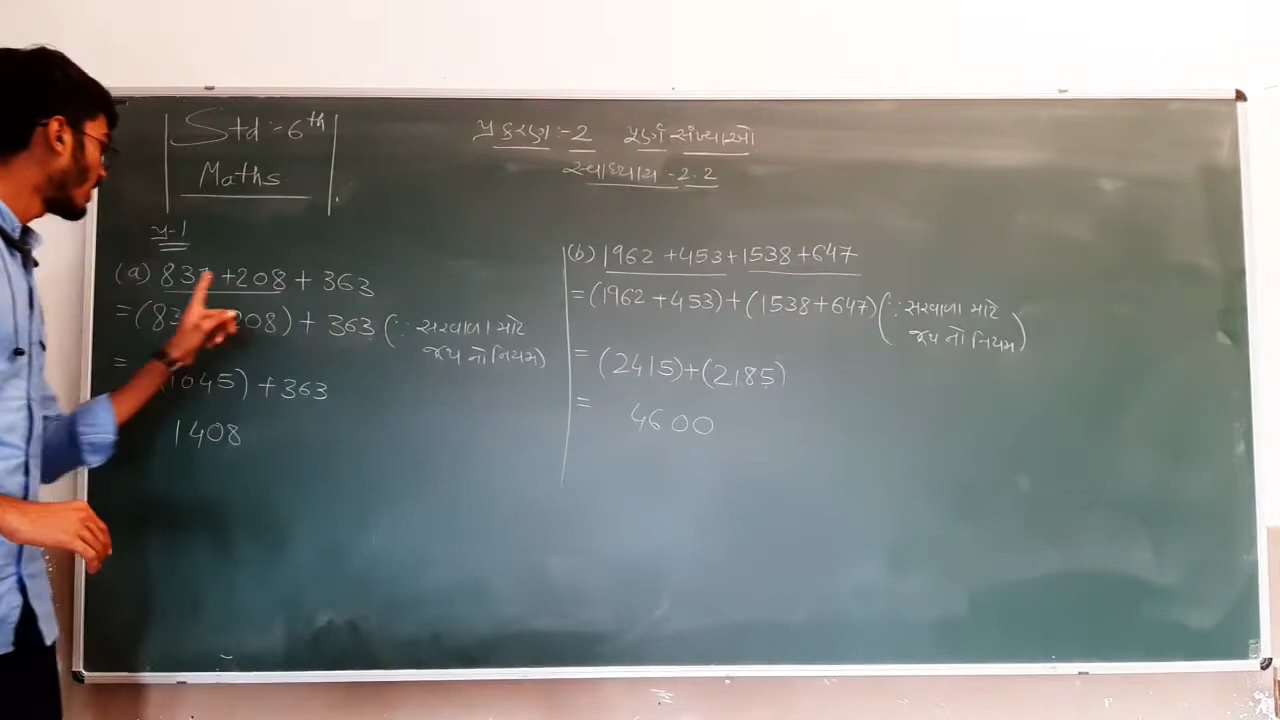 Std :- 6th
Maths
પ્રકરણ :- 2 પૂર્ણ સંખ્યાઓ
સ્વાધ્યાય - 2.2
પ્ર-1
(a) 837 + 208 + 363
= (83 208) + 363 (∵ સરવાળા માટે
જૂથ નો નિયમ)
= (1045) + 363
1408
(b) 1962 + 453 + 1538 + 647
= (1962 + 453) + (1538 + 647) (∵ સરવાળા માટે
જૂથ નો નિયમ)
= (2415) + (2185)
= 4600